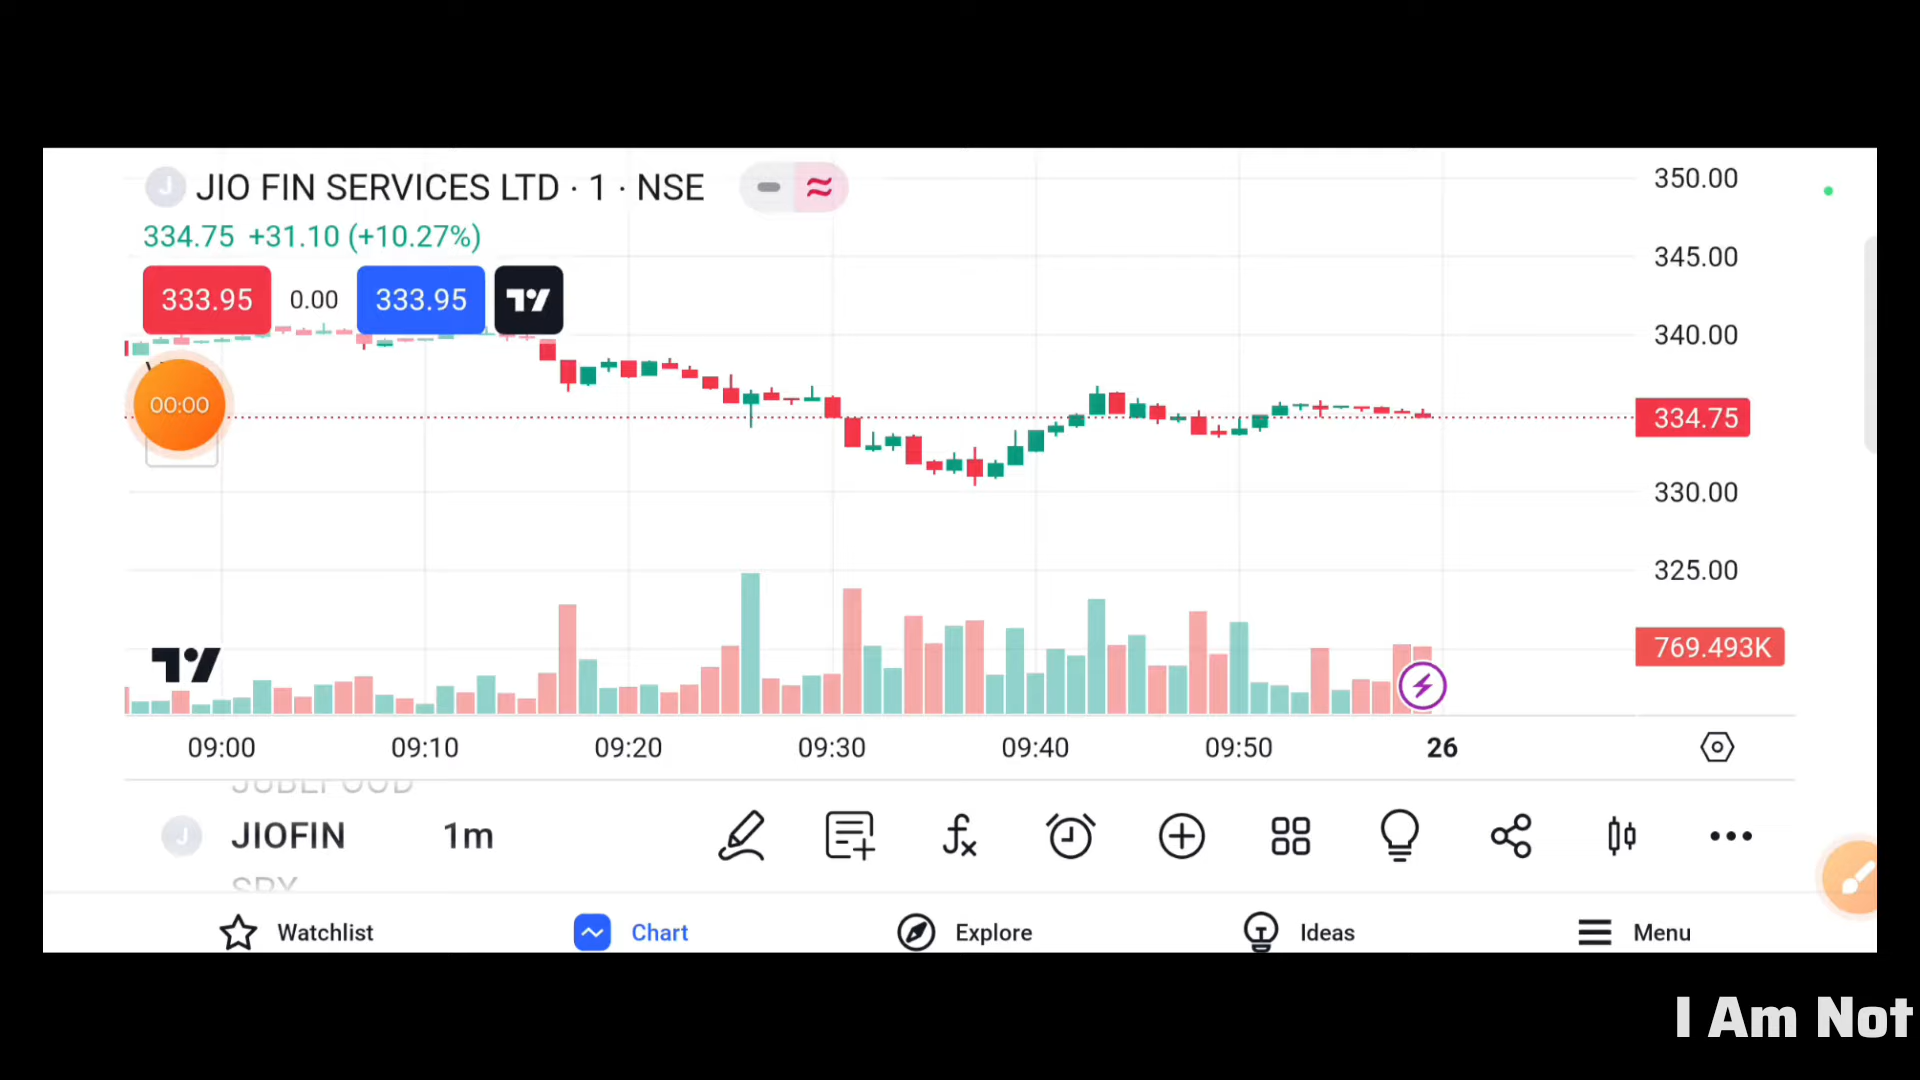 JIO FIN SERVICES LTD · 1 · NSE
334.75 +31.10 (+10.27%)
333.95 0.00 333.95
00:00
350.00
345.00
340.00
334.75
330.00
325.00
769.493K
09:00 09:10 09:20 09:30 09:40 09:50 26
JUBLFOOD
JIOFIN 1m
SPY
Watchlist Chart Explore Ideas Menu
I Am Not